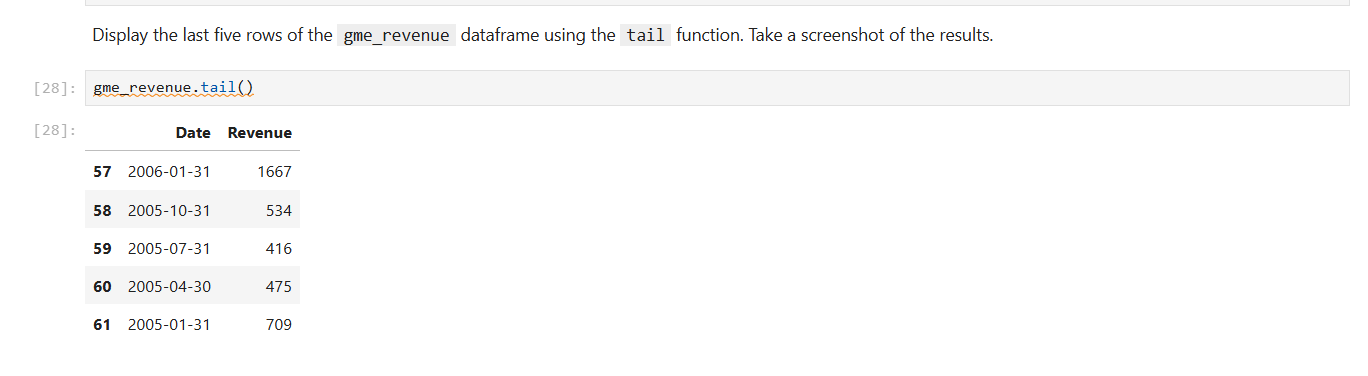 Display the last five rows of the gme_revenue dataframe using the tail function. Take a screenshot of the results.
[28]: gme_revenue.tail()
[28]:
Date Revenue
57 2006-01-31 1667
58 2005-10-31 534
59 2005-07-31 416
60 2005-04-30 475
61 2005-01-31 709